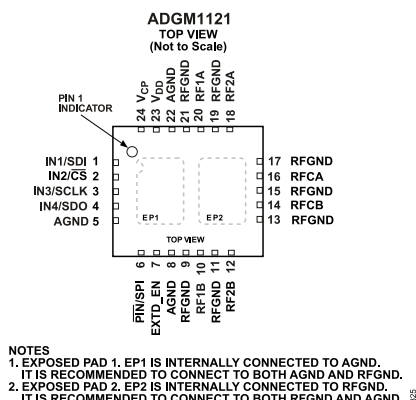 ADGM1121
TOP VIEW
(Not to Scale)
24 VCP
23 VDD
22 AGND
21 RFGND
20 RF1A
19 RFGND
18 RF2A
PIN 1
INDICATOR
IN1/SDI 1
IN2/CS 2
IN3/SCLK 3
IN4/SDO 4
AGND 5
17 RFGND
16 RFCA
15 RFGND
14 RFCB
13 RFGND
EP1
EP2
TOP VIEW
PIN/SPI 6
EXTD_EN 7
AGND 8
RFGND 9
RF1B 10
RFGND 11
RF2B 12
NOTES
1. EXPOSED PAD 1. EP1 IS INTERNALLY CONNECTED TO AGND.
IT IS RECOMMENDED TO CONNECT TO BOTH AGND AND RFGND.
2. EXPOSED PAD 2. EP2 IS INTERNALLY CONNECTED TO RFGND.
IT IS RECOMMENDED TO CONNECT TO BOTH RFGND AND AGND.